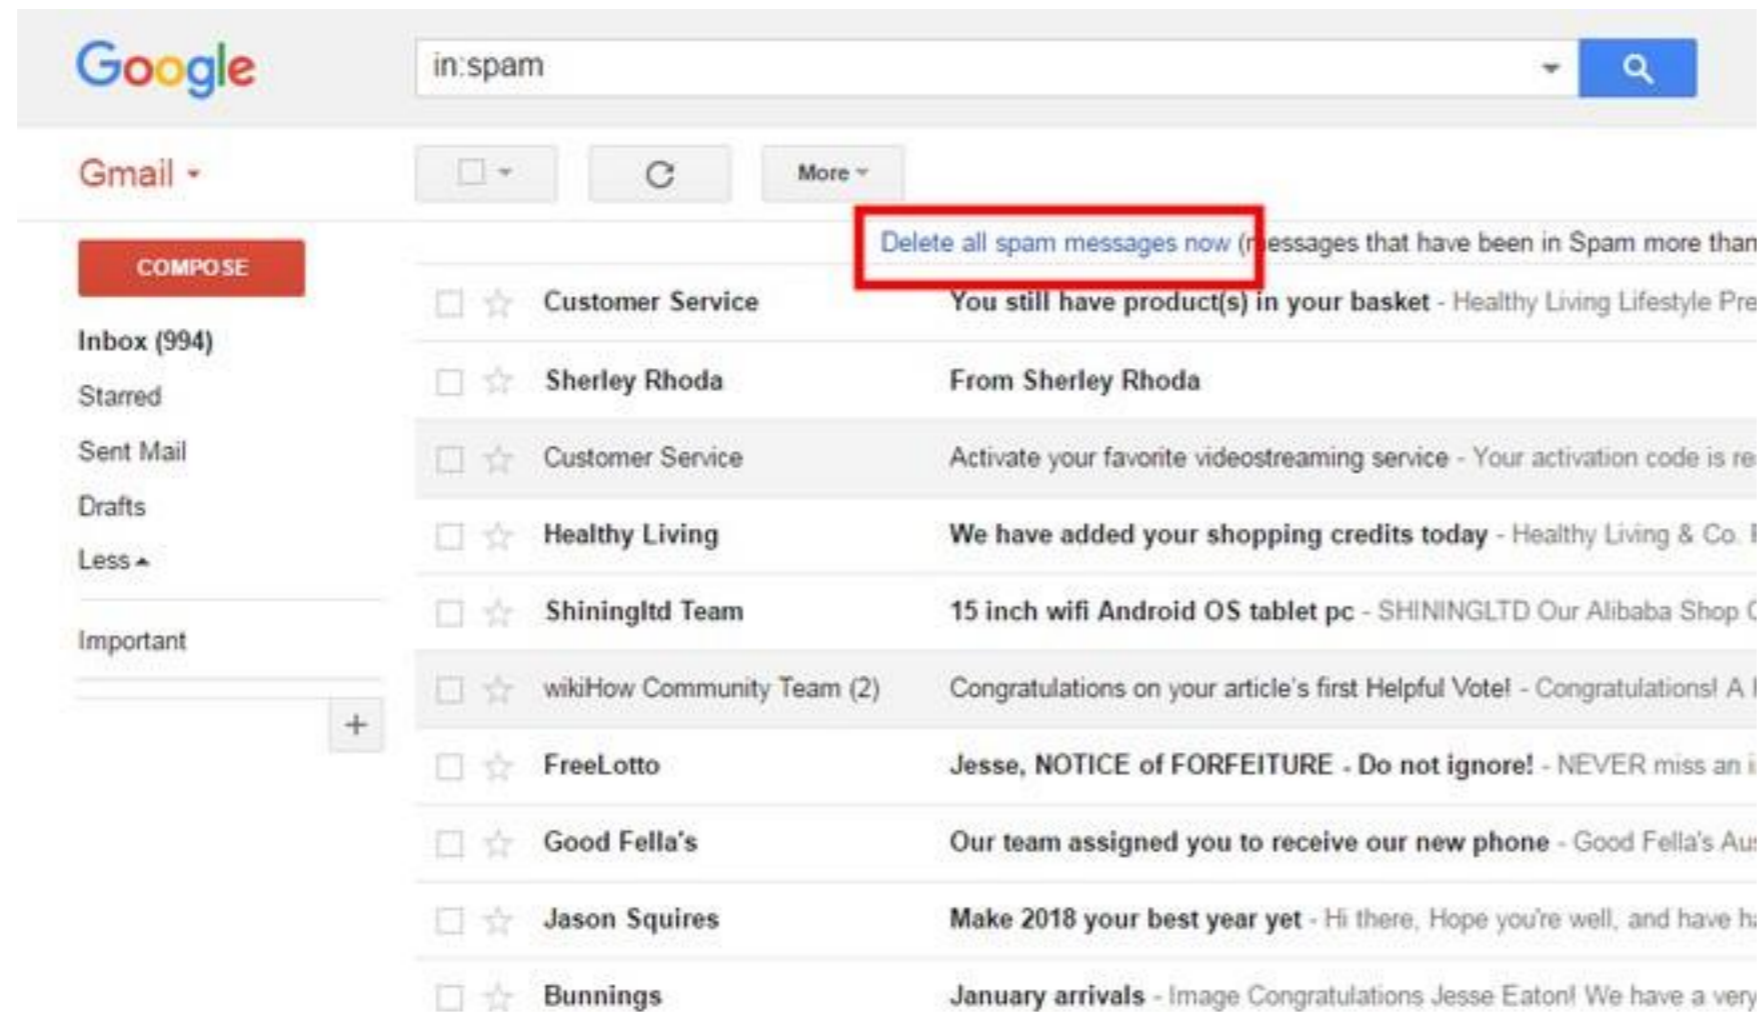 Google
in:spam
Gmail
More
Delete all spam messages now (messages that have been in Spam more than
COMPOSE
Customer Service You still have product(s) in your basket - Healthy Living Lifestyle Pre
Inbox (994)
Sherley Rhoda From Sherley Rhoda
Starred
Sent Mail
Customer Service Activate your favorite videostreaming service - Your activation code is re
Drafts
Healthy Living We have added your shopping credits today - Healthy Living & Co.
Less
Shiningltd Team 15 inch wifi Android OS tablet pc - SHININGLTD Our Alibaba Shop
Important
wikiHow Community Team (2) Congratulations on your article's first Helpful Vote! - Congratulations! A
+
FreeLotto Jesse, NOTICE of FORFEITURE - Do not ignore! - NEVER miss an
Good Fella's Our team assigned you to receive our new phone - Good Fella's Aus
Jason Squires Make 2018 your best year yet - Hi there, Hope you're well, and have ha
Bunnings January arrivals - Image Congratulations Jesse Eaton! We have a very